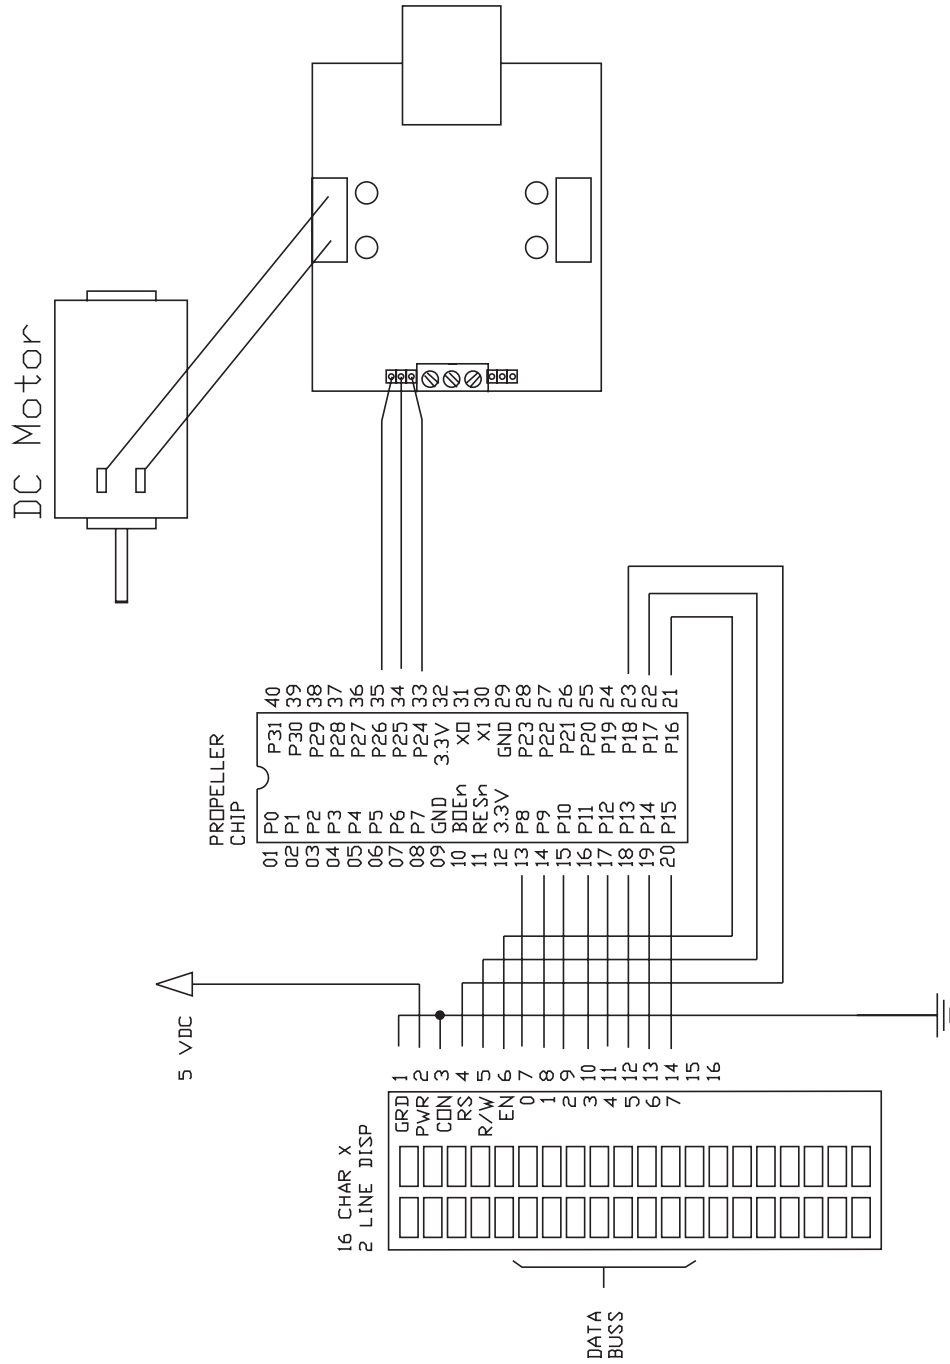 DC Motor
PROPELLER
CHIP
40 39 38 37 36 35 34 33 32 31 30 29 28 27 26 25 24 23 22 21
P31 P30 P29 P28 P27 P26 P25 P24 3.3V XO X1 GND P23 P22 P21 P20 P19 P18 P17 P16
P0 P1 P2 P3 P4 P5 P6 P7 GND BOEn RESn 3.3V P8 P9 P10 P11 P12 P13 P14 P15
01 02 03 04 05 06 07 08 09 10 11 12 13 14 15 16 17 18 19 20
5 VDC
1 2 3 4 5 6 7 8 9 10 11 12 13 14 15 16
GRD PWR CON RS R/W EN 0 1 2 3 4 5 6 7
16 CHAR X
2 LINE DISP
DATA
BUSS